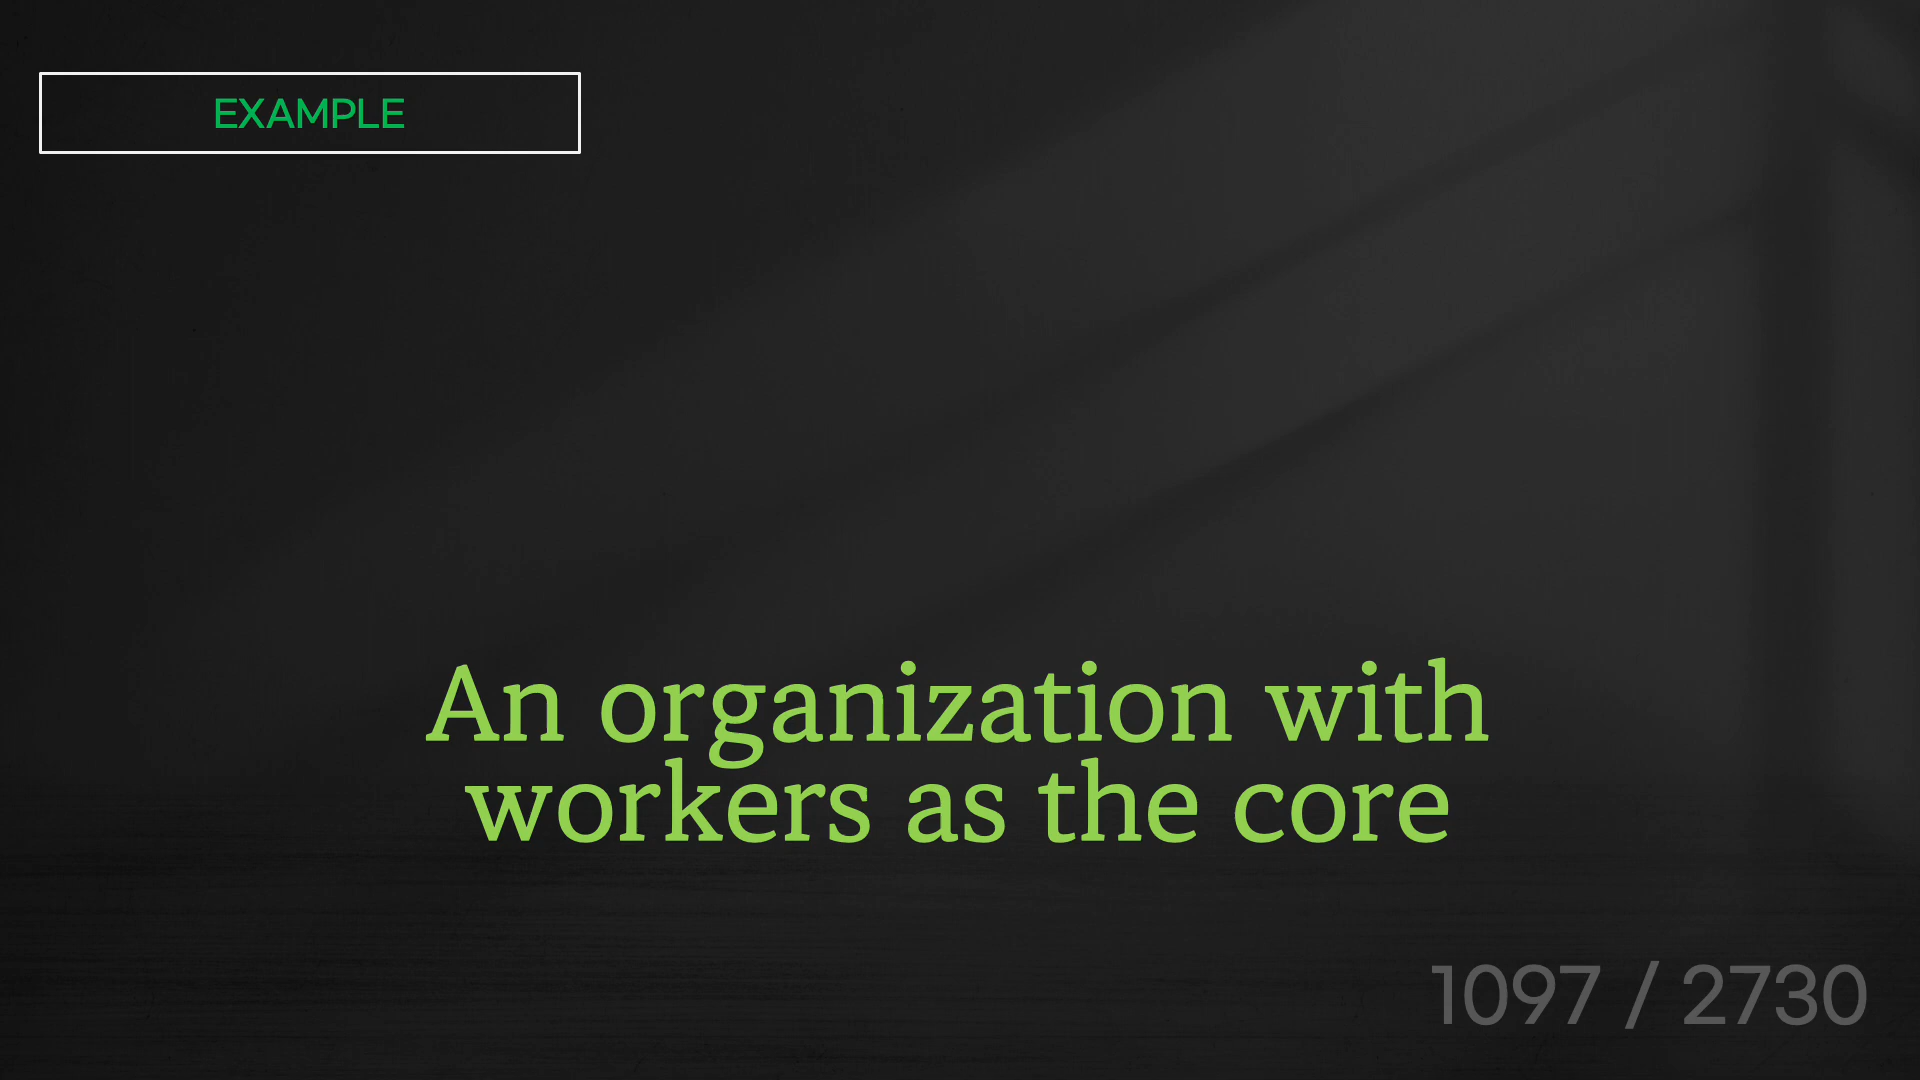 EXAMPLE
An organization with
workers as the core
1097 / 2730